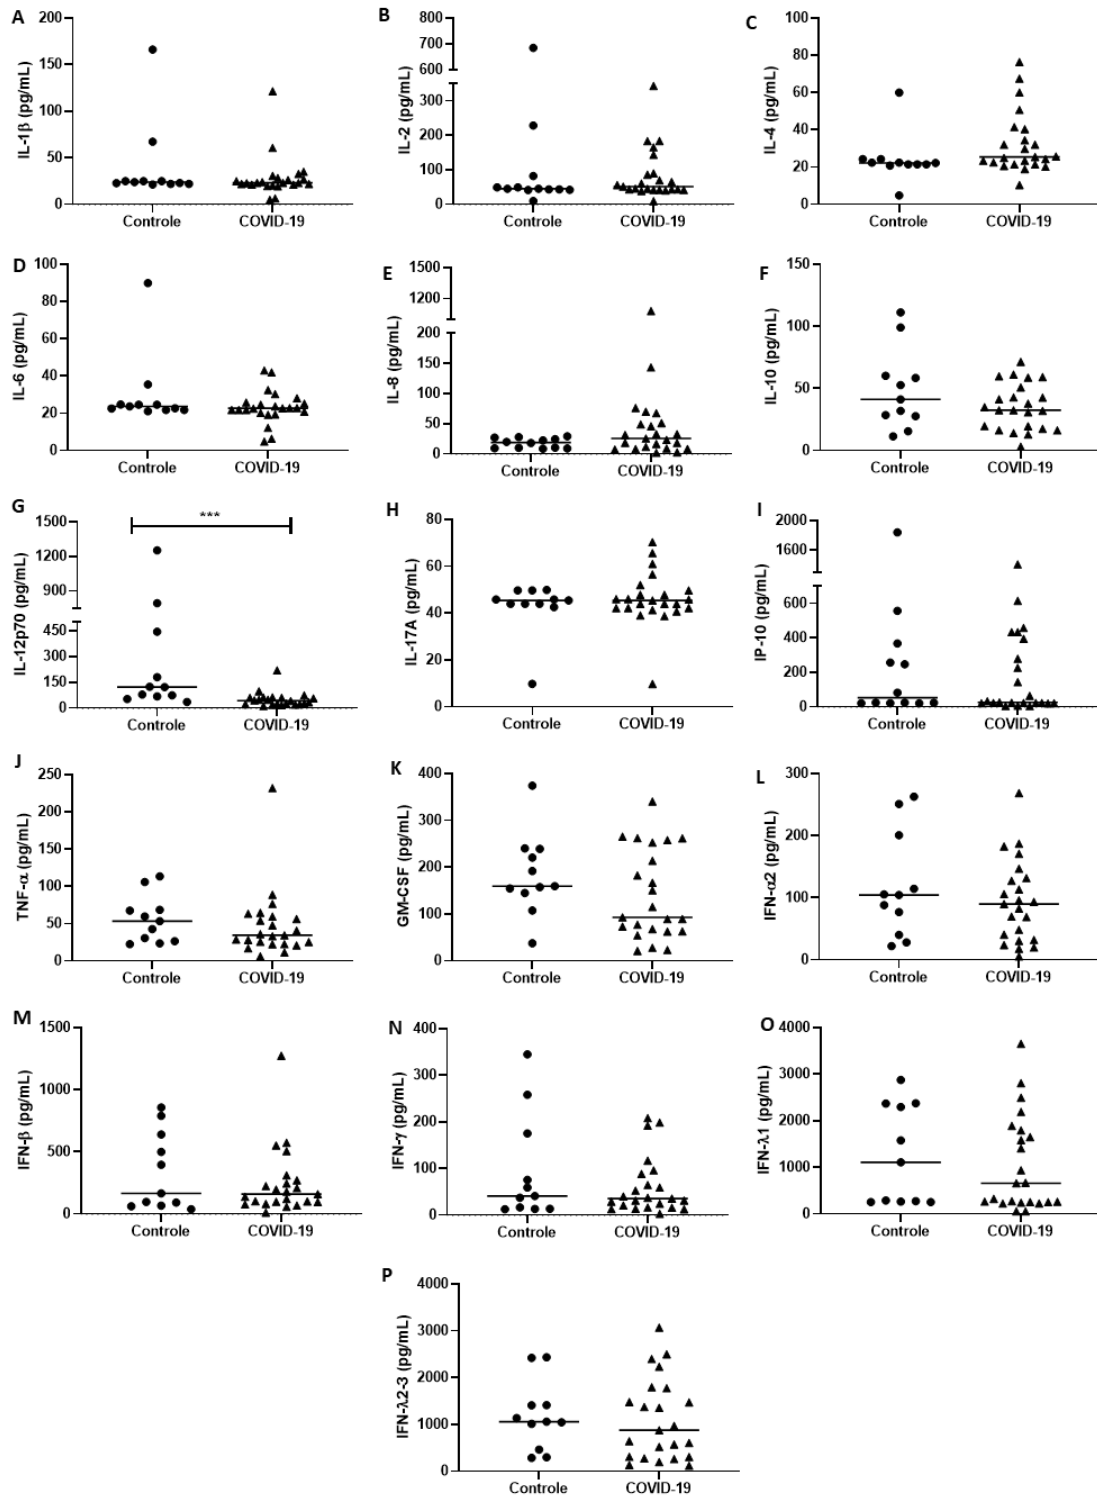 A
IL-1β (pg/mL)
200
150
100
50
0
Controle
COVID-19
B
IL-2 (pg/mL)
800
700
600
300
200
100
0
Controle
COVID-19
C
IL-4 (pg/mL)
100
80
60
40
20
0
Controle
COVID-19
D
IL-6 (pg/mL)
100
80
60
40
20
0
Controle
COVID-19
E
IL-8 (pg/mL)
1500
1200
200
150
100
50
0
Controle
COVID-19
F
IL-10 (pg/mL)
150
100
50
0
Controle
COVID-19
G
IL-12p70 (pg/mL)
1500
1200
900
450
300
150
0
***
Controle
COVID-19
H
IL-17A (pg/mL)
80
60
40
20
0
Controle
COVID-19
I
IP-10 (pg/mL)
2000
1600
600
400
200
0
Controle
COVID-19
J
TNF-α (pg/mL)
250
200
150
100
50
0
Controle
COVID-19
K
GM-CSF (pg/mL)
400
300
200
100
0
Controle
COVID-19
L
IFN-α2 (pg/mL)
300
200
100
0
Controle
COVID-19
M
IFN-β (pg/mL)
1500
1000
500
0
Controle
COVID-19
N
IFN-γ (pg/mL)
400
300
200
100
0
Controle
COVID-19
O
IFN-λ1 (pg/mL)
4000
3000
2000
1000
0
Controle
COVID-19
P
IFN-λ2-3 (pg/mL)
4000
3000
2000
1000
0
Controle
COVID-19